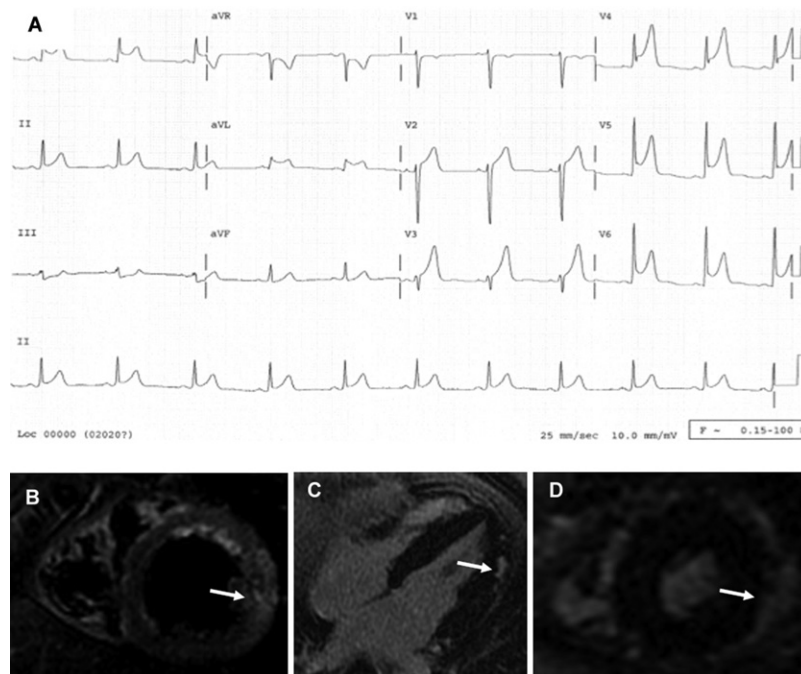 A
aVR V1 V4
II aVL V2 V5
III aVF V3 V6
II
Loc 00000 (02020?) 25 mm/sec 10.0 mm/mV F ~ 0.15-100
B C D